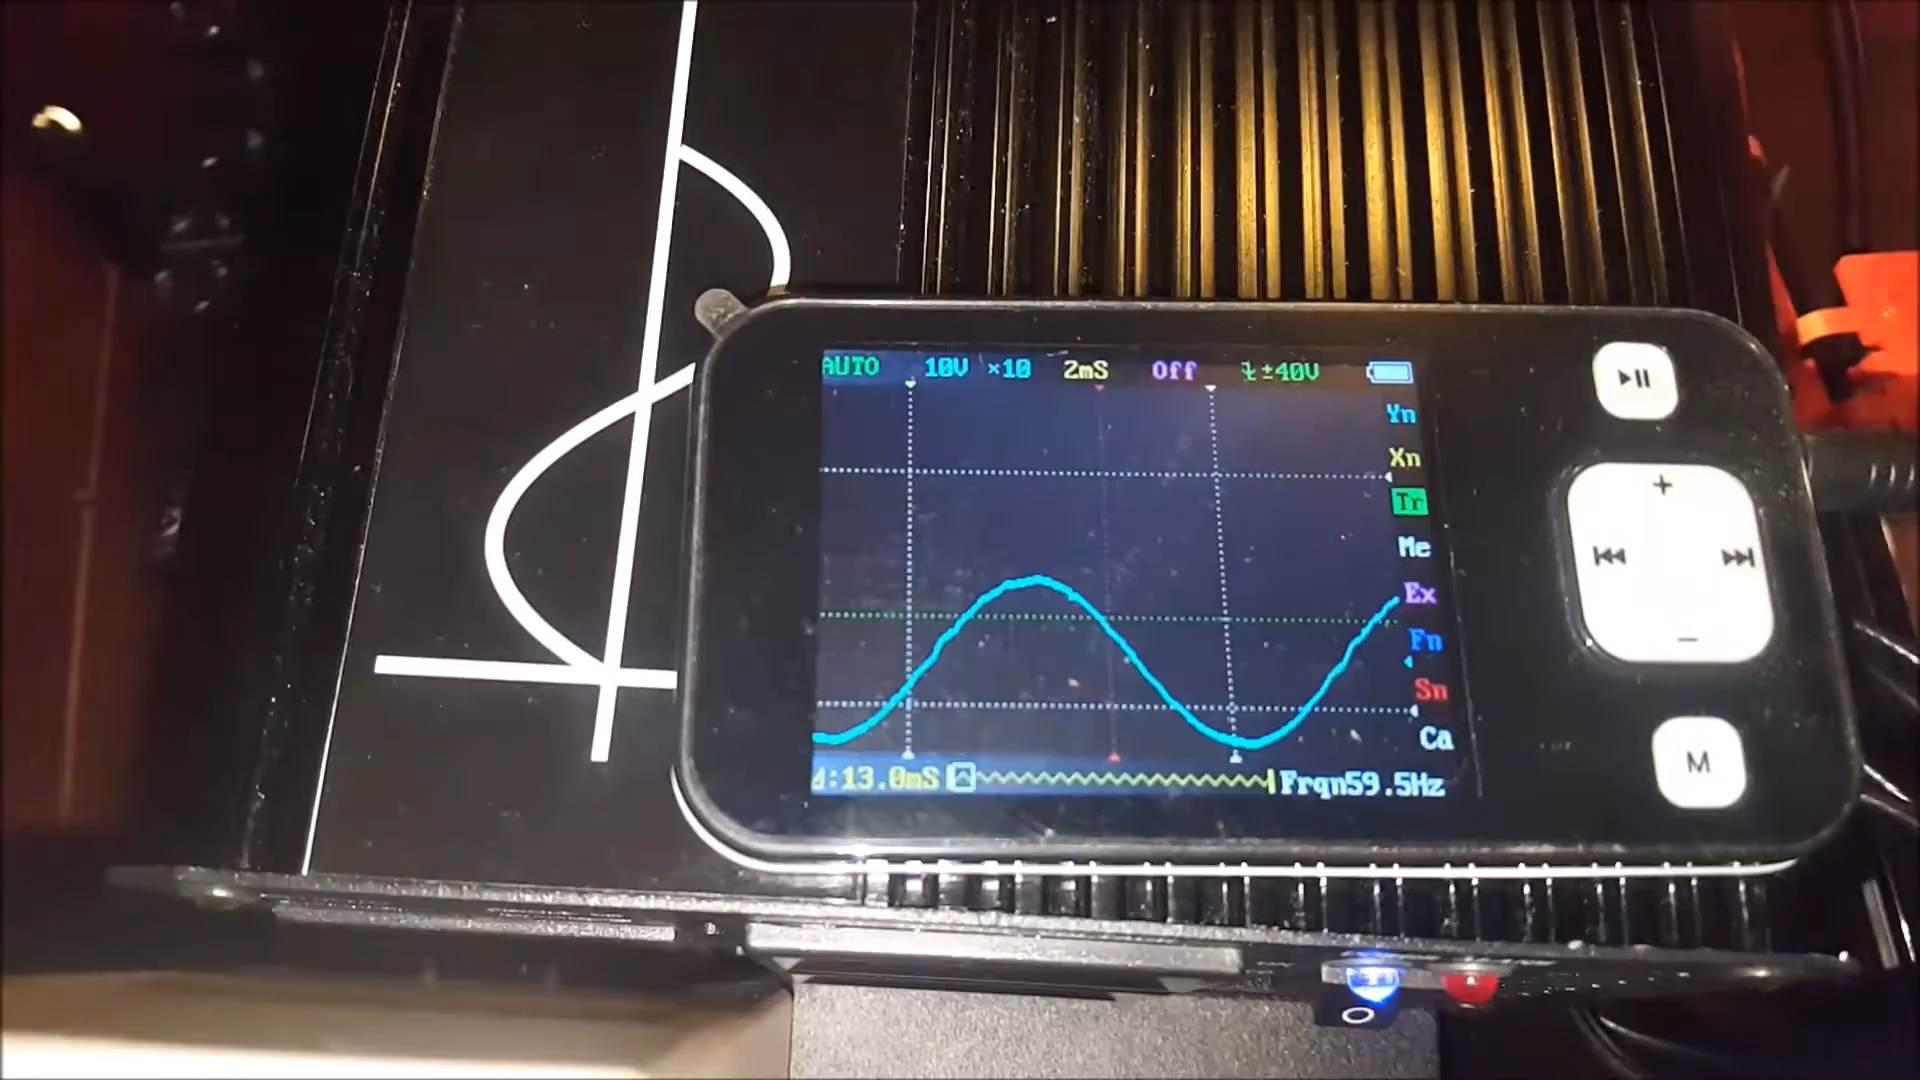 AUTO 10V ×10 2mS Off ±40V
Yn
Xn
Tr
Me
Ex
Fn
Sn
Ca
d:13.0mS Frqn59.5Hz
+
M